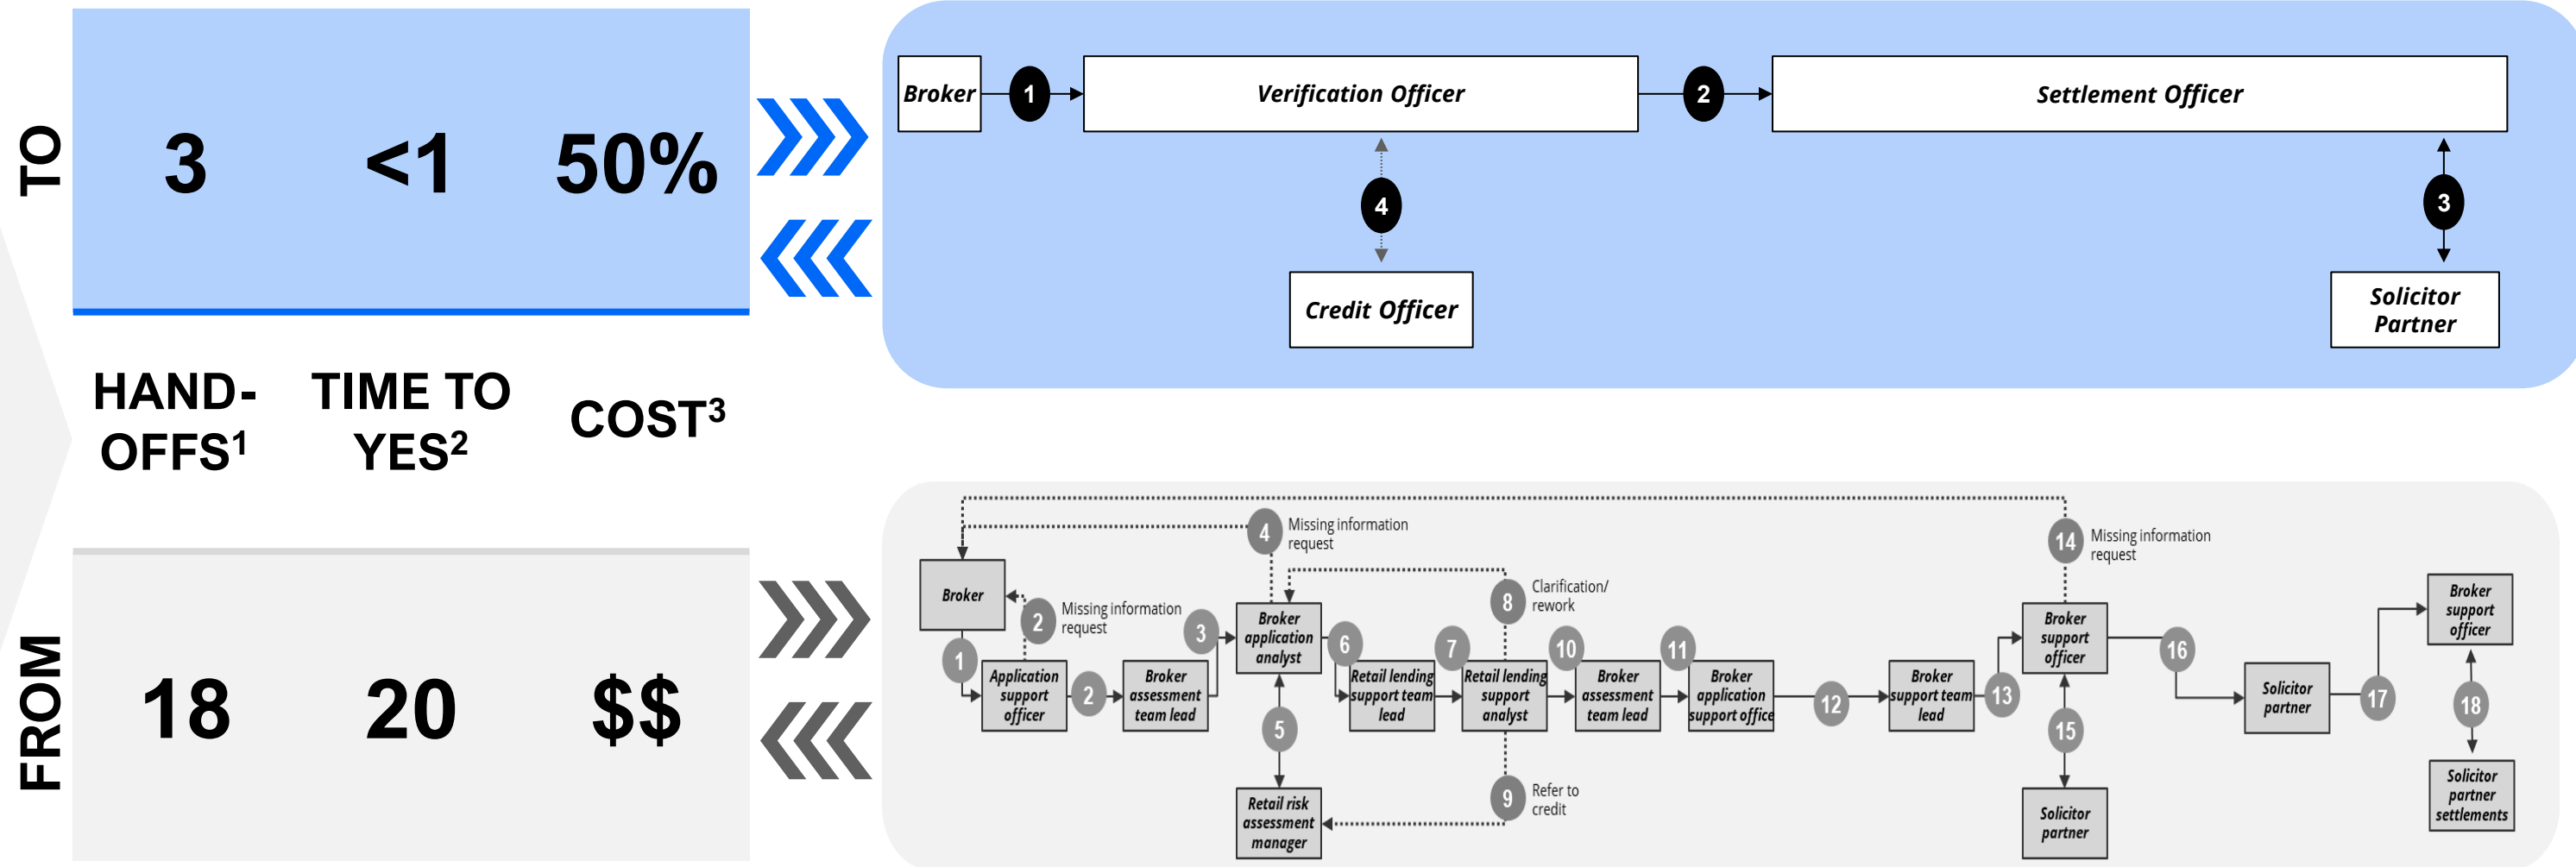 TO
3 <1 50%
HAND-
OFFS¹
TIME TO
YES²
COST³
FROM
18 20 $$
Broker
1
Verification Officer
2
Settlement Officer
4
3
Credit Officer
Solicitor
Partner
4
Missing information
request
14
Missing information
request
Broker
2
Missing information
request
8
Clarification/
rework
1
Application
support
officer
2
Broker
assessment
team lead
3
Broker
application
analyst
5
Retail risk
assessment
manager
6
Retail lending
support team
lead
7
Retail lending
support
analyst
9
Refer to
credit
10
Broker
assessment
team lead
11
Broker
application
support office
12
Broker
support team
lead
13
Broker
support
officer
15
Solicitor
partner
16
Solicitor
partner
17
Broker
support
officer
18
Solicitor
partner
settlements